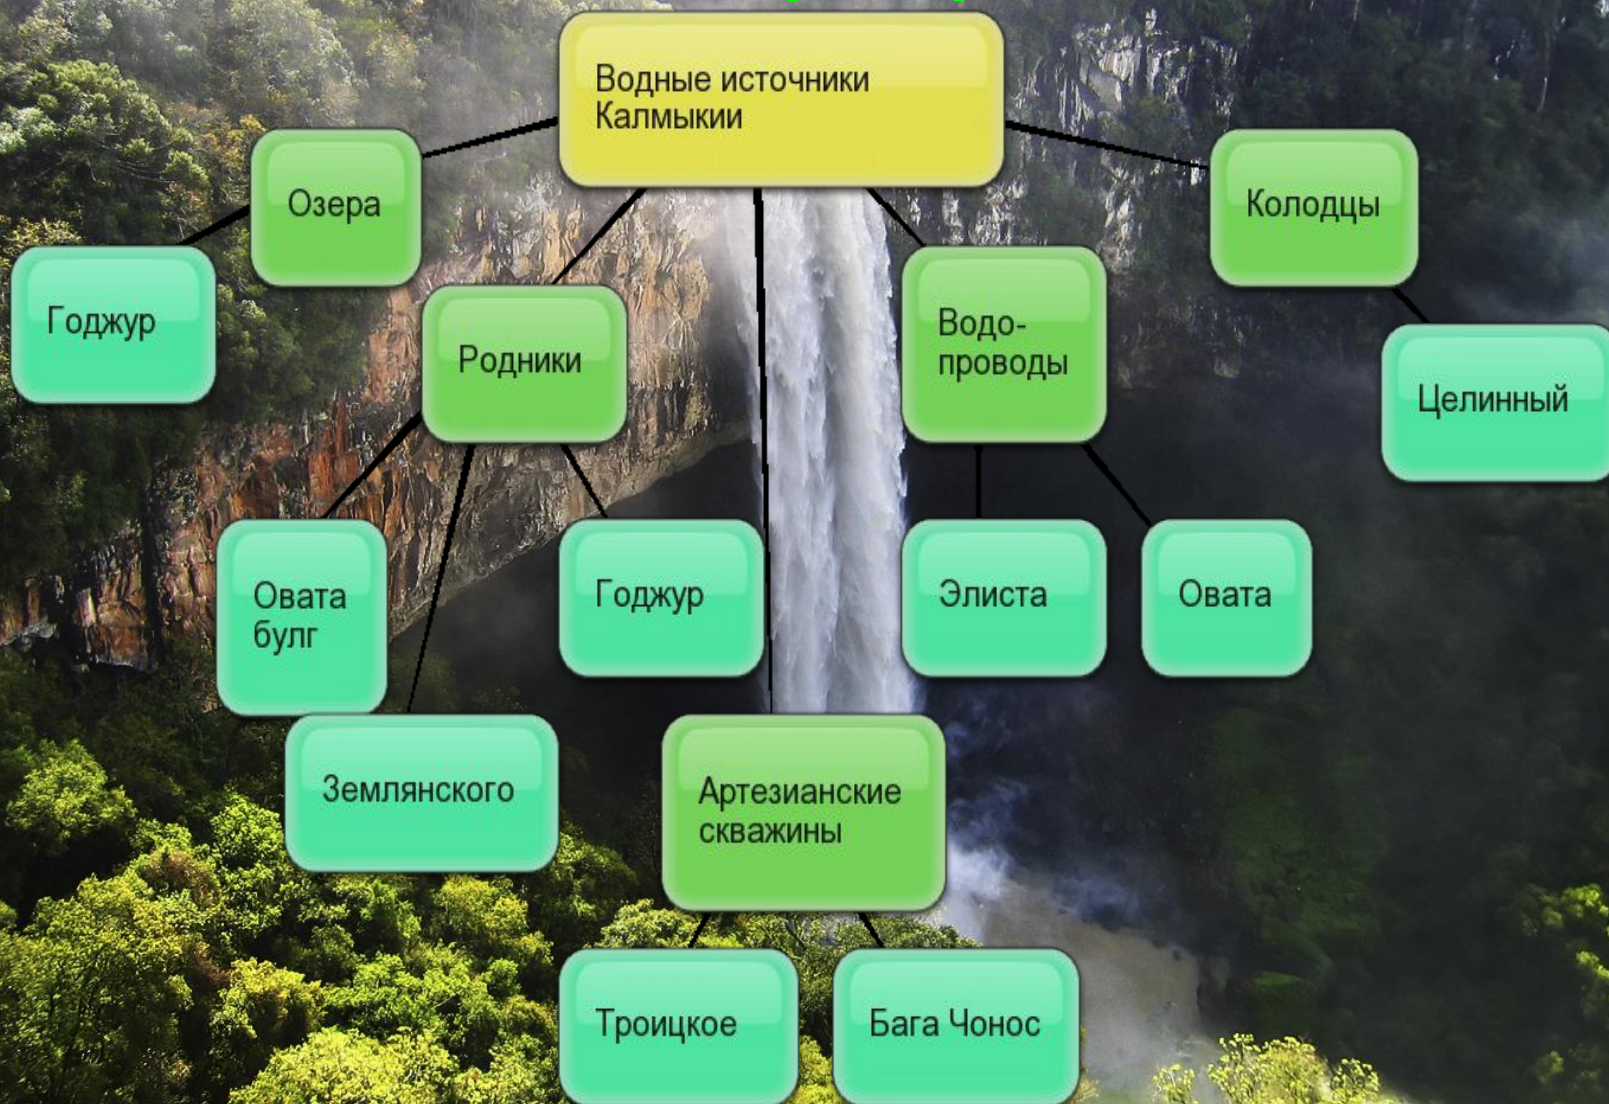 Водные источники
Калмыкии
Озера
Колодцы
Годжур
Родники
Водо-
проводы
Целинный
Овата
булг
Годжур
Элиста
Овата
Землянского
Артезианские
скважины
Троицкое
Бага Чонос